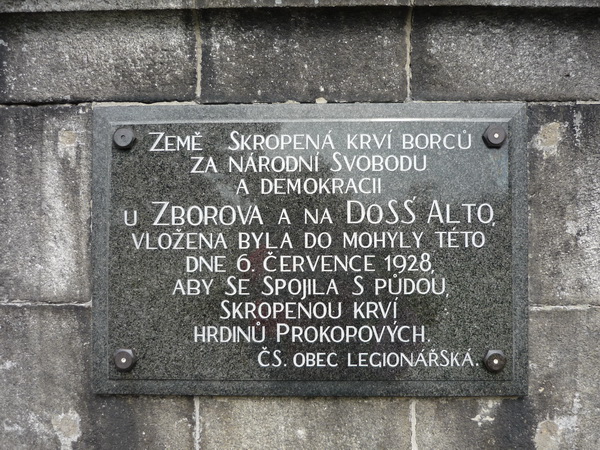 ZEMĚ SKROPENÁ KRVÍ BORCŮ
ZA NÁRODNÍ SVOBODU
A DEMOKRACII
U ZBOROVA A NA DOSS ALTO,
VLOŽENA BYLA DO MOHYLY TÉTO
DNE 6. ČERVENCE 1928,
ABY SE SPOJILA S PŮDOU,
SKROPENOU KRVÍ
HRDINŮ PROKOPOVÝCH.
ČS. OBEC LEGIONÁŘSKÁ.